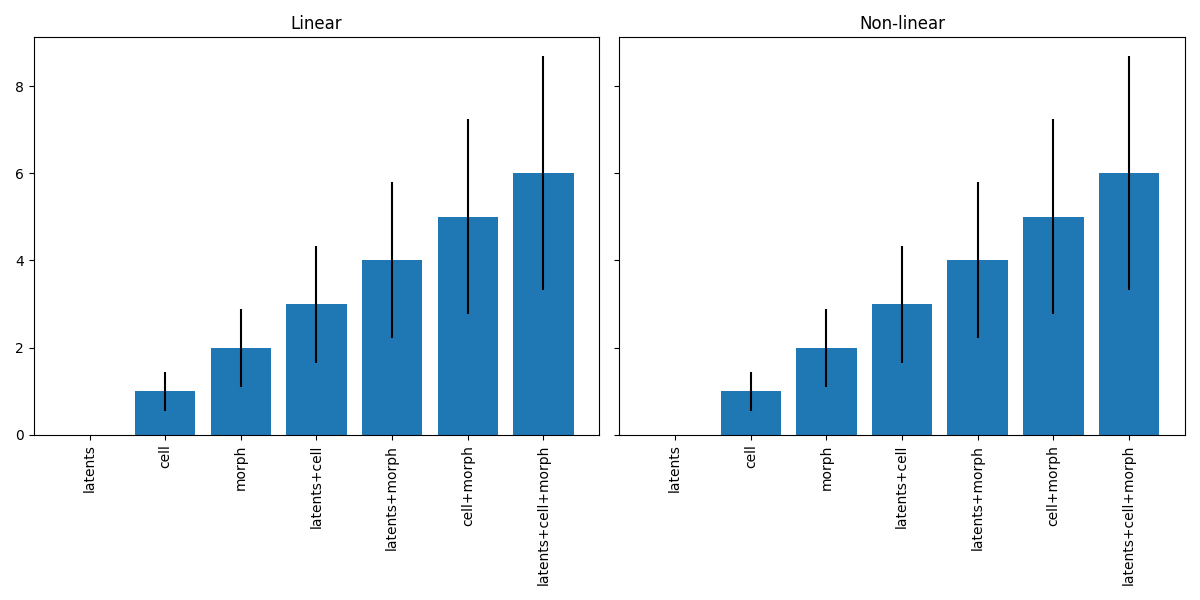 Linear
Non-linear
8
6
4
2
0
latents
cell
morph
latents+cell
latents+morph
cell+morph
latents+cell+morph
latents
cell
morph
latents+cell
latents+morph
cell+morph
latents+cell+morph